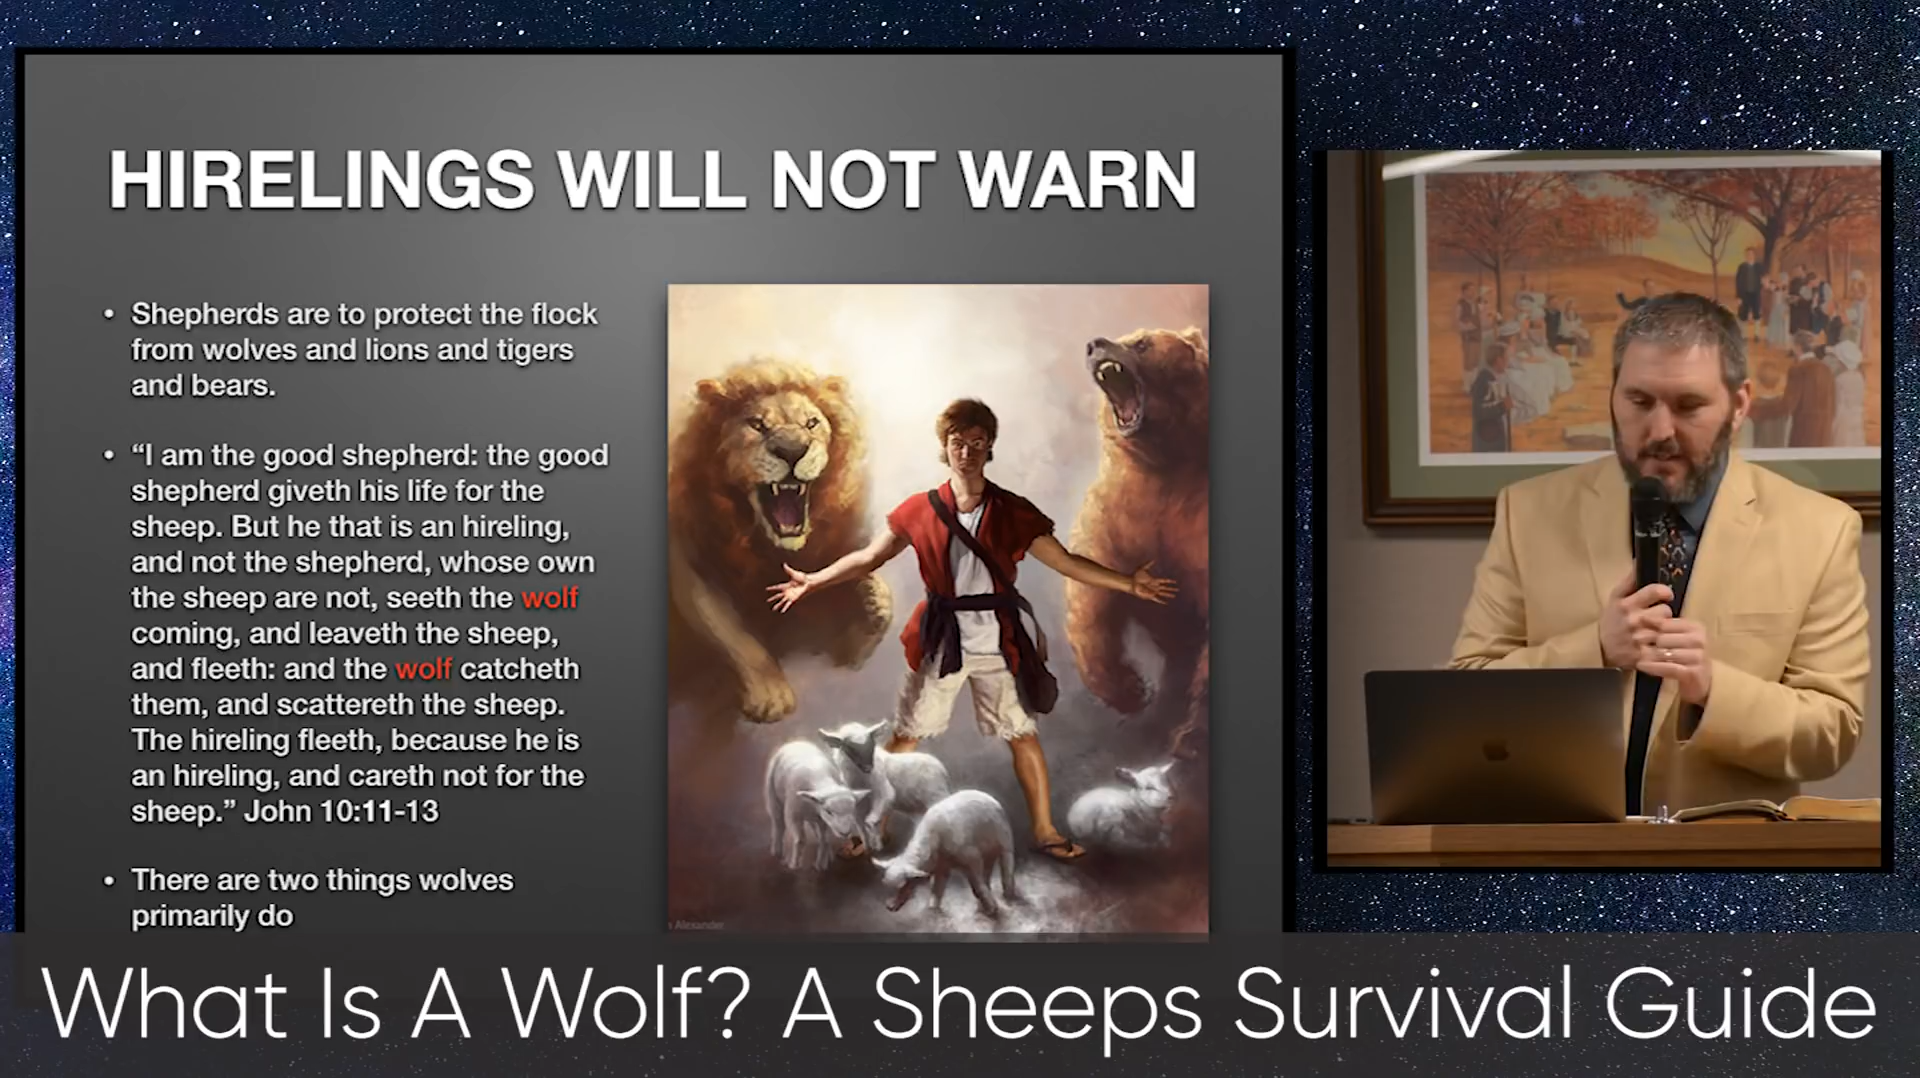 HIRELINGS WILL NOT WARN
• Shepherds are to protect the flock
from wolves and lions and tigers
and bears.
• “I am the good shepherd: the good
shepherd giveth his life for the
sheep. But he that is an hireling,
and not the shepherd, whose own
the sheep are not, seeth the wolf
coming, and leaveth the sheep,
and fleeth: and the wolf catcheth
them, and scattereth the sheep.
The hireling fleeth, because he is
an hireling, and careth not for the
sheep.” John 10:11-13
• There are two things wolves
primarily do
Alexander
What Is A Wolf? A Sheeps Survival Guide